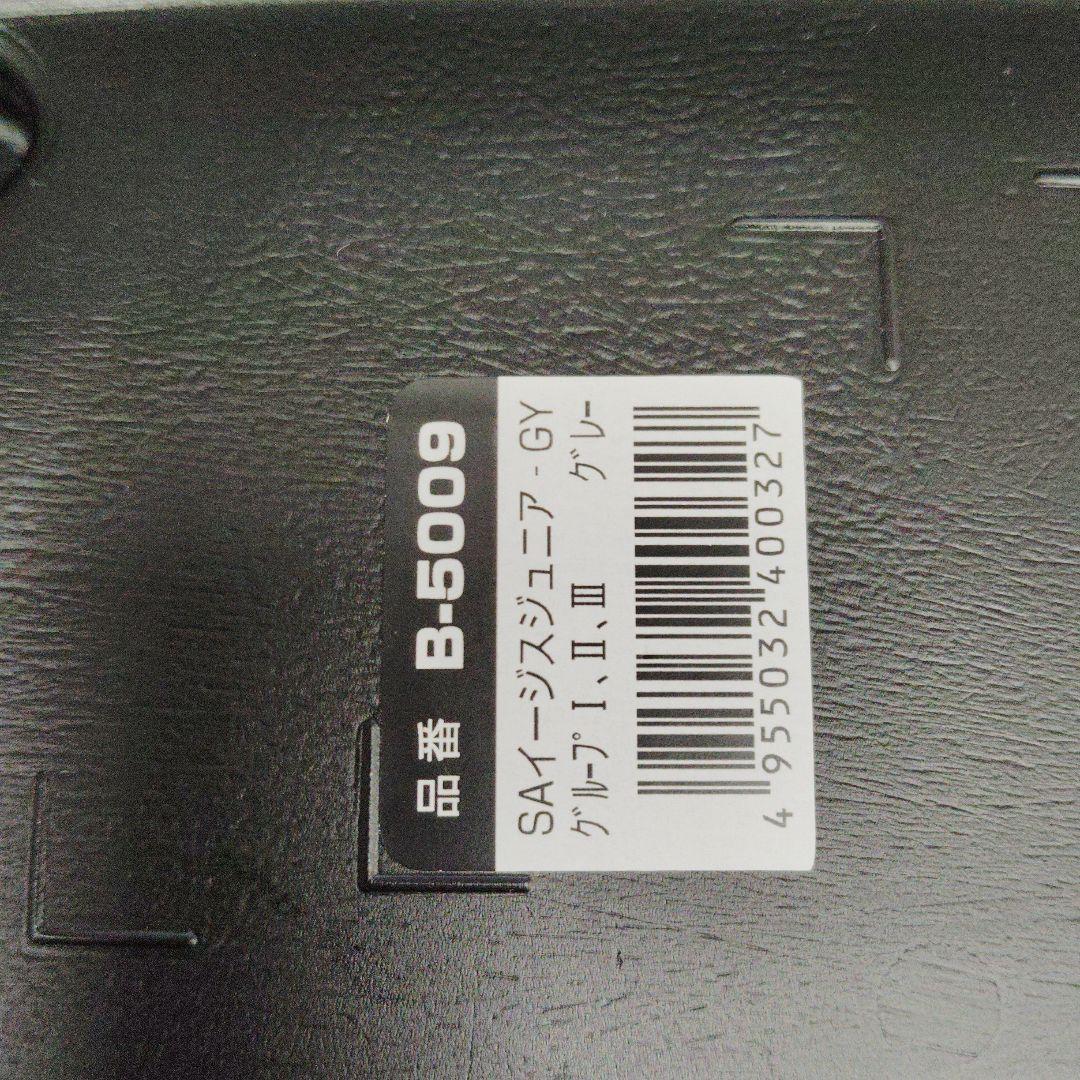 品番 B-5009
SAイージスジュニア - GY
ｸﾞﾙｰﾌﾟ Ⅰ、Ⅱ、Ⅲ ｸﾞﾚｰ
4 955032 400327